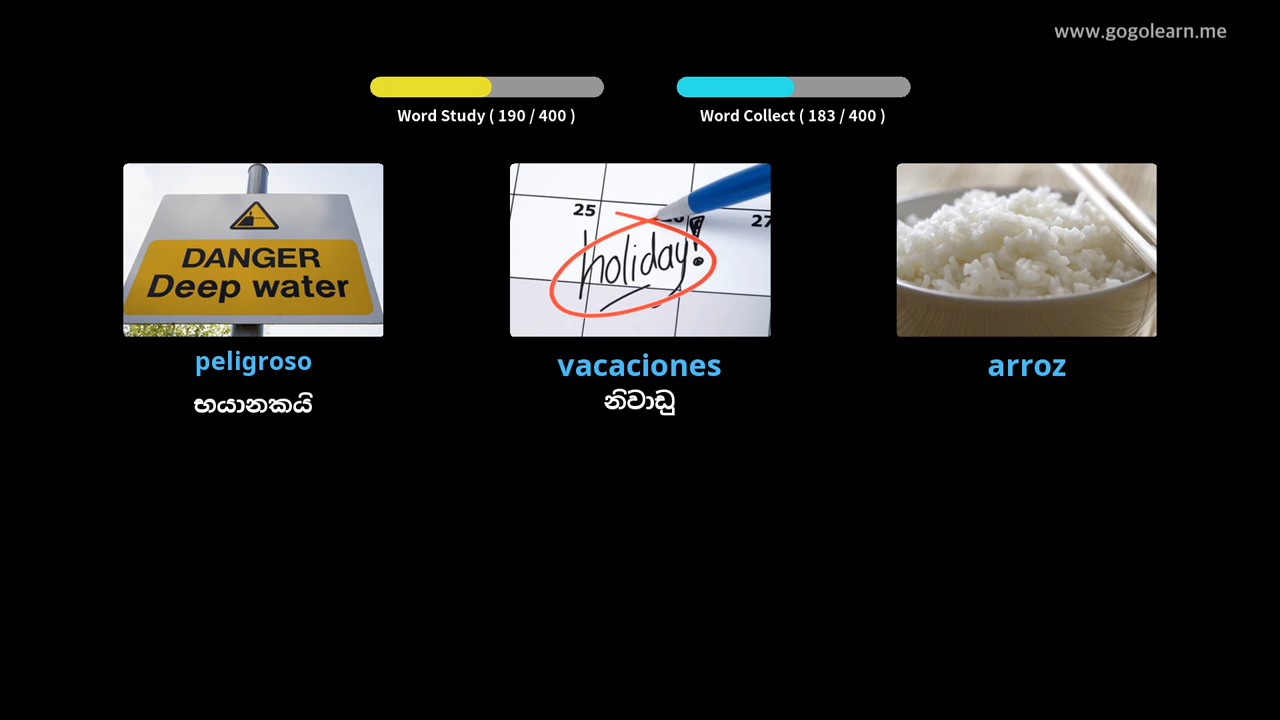 www.gogolearn.me
Word Study ( 190 / 400 )
Word Collect ( 183 / 400 )
DANGER
Deep water
25
27
holiday!
peligroso
vacaciones
arroz
භයානකයි
නිවාඩු